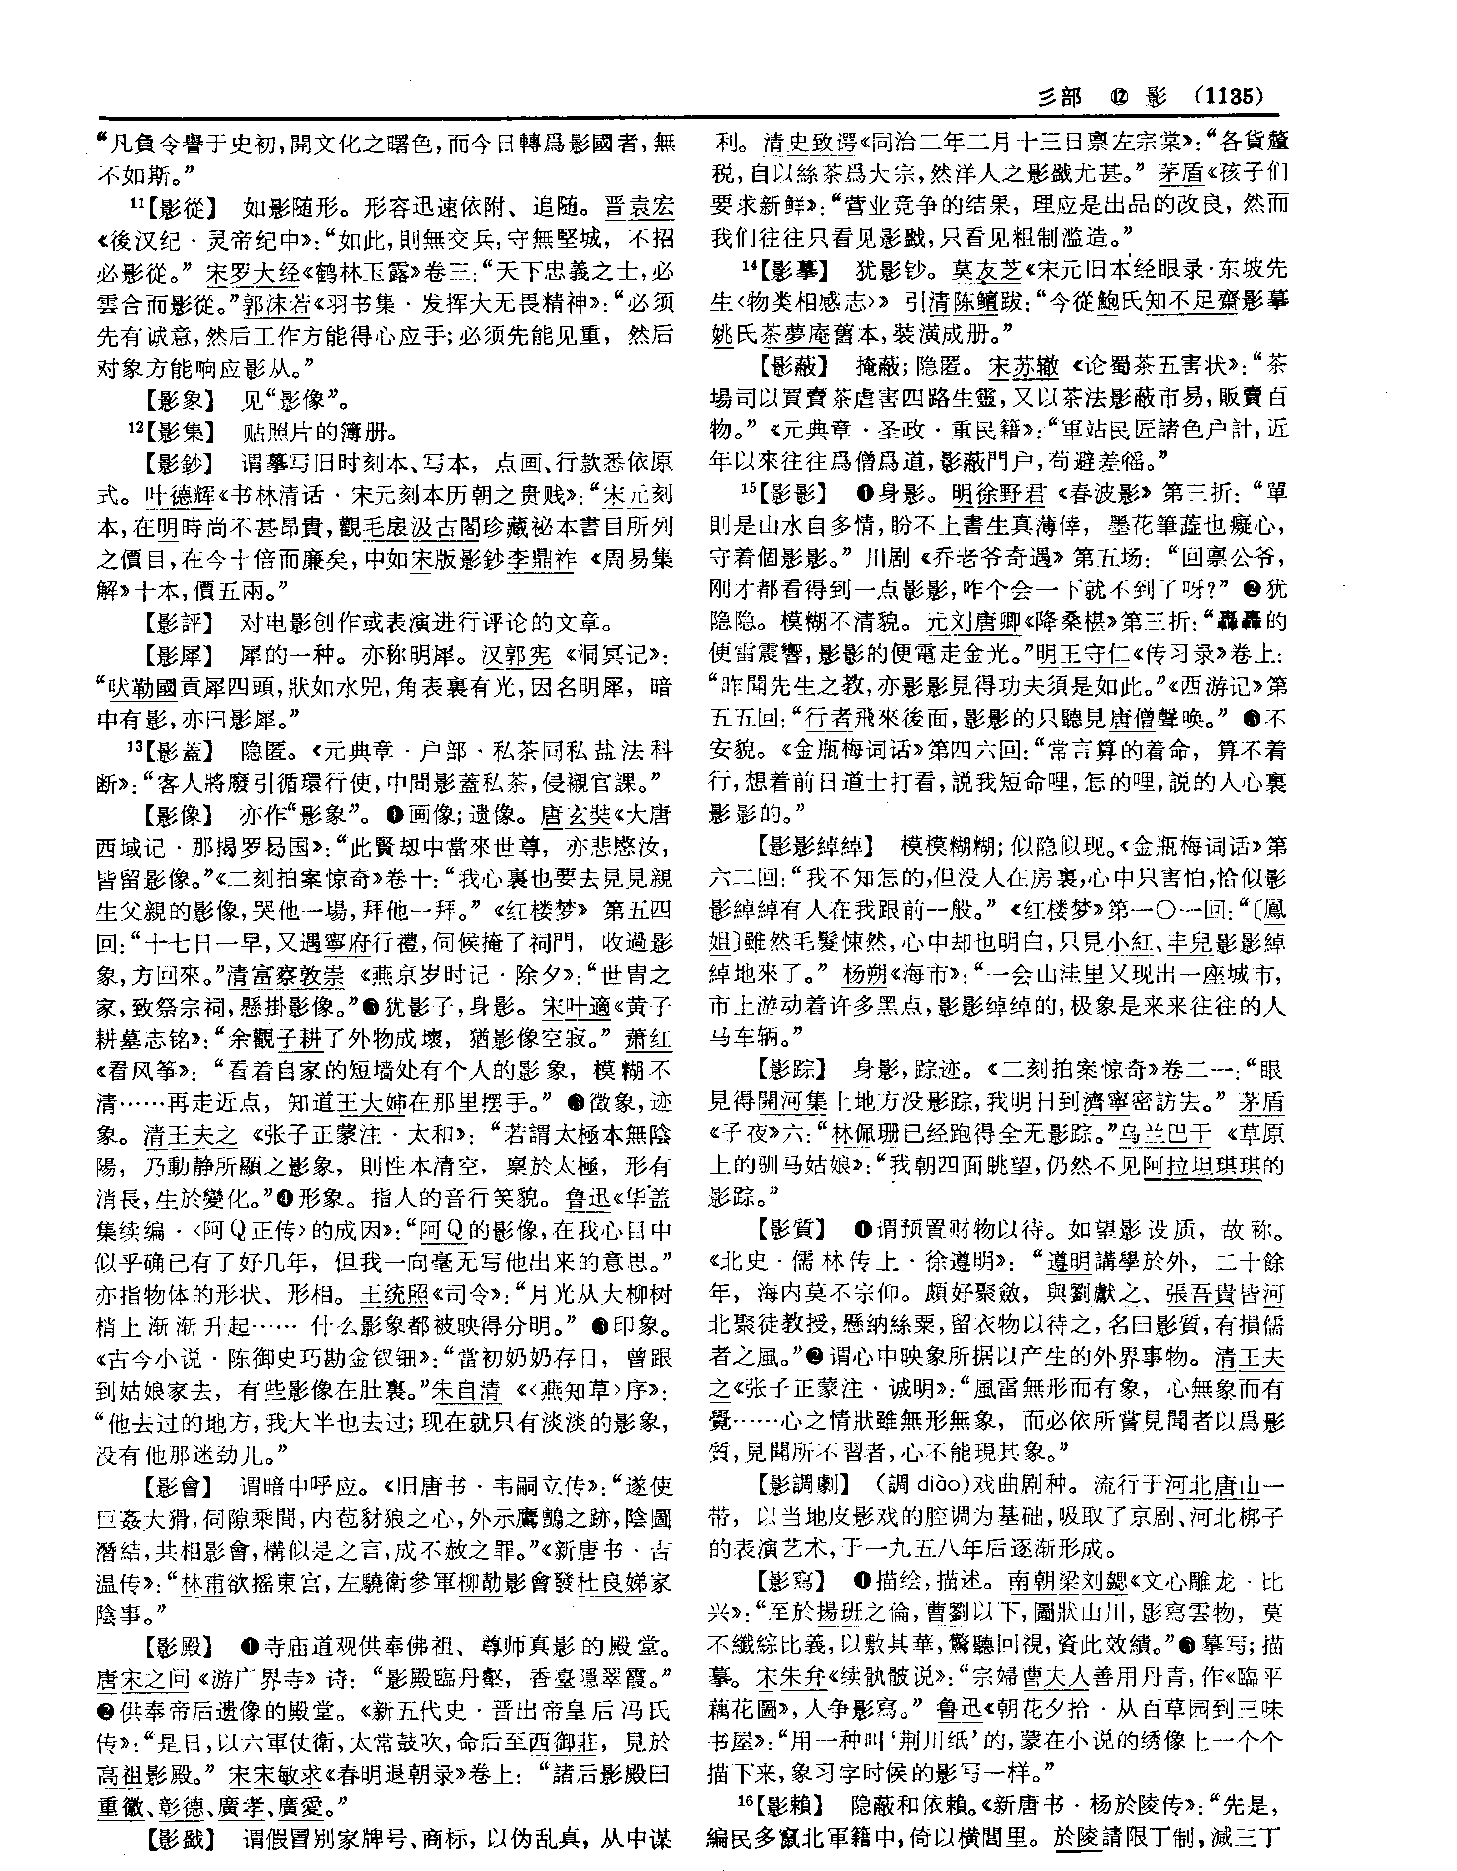 彡部 ⑫ 影 (1135)
“凡負令譽于史初，開文化之曙色，而今日轉爲影國者，無
不如斯。”
¹¹【影從】 如影随形。形容迅速依附、追随。晋袁宏
《後汉纪·灵帝纪中》：“如此，則無交兵；守無堅城，不招
必影從。” 宋罗大经《鹤林玉露》卷三：“天下忠義之士，必
雲合而影從。”郭沫若《羽书集·发挥大无畏精神》：“必须
先有诚意，然后工作方能得心应手；必须先能见重，然后
对象方能响应影从。”
【影象】 见“影像”。
¹²【影集】 贴照片的簿册。
【影鈔】 谓摹写旧时刻本、写本，点画、行款悉依原
式。叶德辉《书林清话·宋元刻本历朝之贵贱》：“宋元刻
本，在明時尚不甚昂貴，觀毛扆汲古閣珍藏祕本書目所列
之價目，在今十倍而廉矣，中如宋版影鈔李鼎祚《周易集
解》十本，價五兩。”
【影評】 对电影创作或表演进行评论的文章。
【影犀】 犀的一种。亦称明犀。汉郭宪《洞冥记》：
“吠勒國貢犀四頭，狀如水兕，角表裏有光，因名明犀，暗
中有影，亦曰影犀。”
¹³【影蓋】 隐匿。《元典章·户部·私茶同私盐法科
断》：“客人將廢引循環行使，中間影蓋私茶，侵襯官課。”
【影像】 亦作“影象”。❶画像；遗像。唐玄奘《大唐
西域记·那揭罗曷国》：“此賢劫中當來世尊，亦悲愍汝，
皆留影像。”《二刻拍案惊奇》卷十：“我心裏也要去見見親
生父親的影像，哭他一場，拜他一拜。”《红楼梦》第五四
回：“十七日一早，又過寧府行禮，伺候掩了祠門，收過影
象，方回來。”清富察敦崇《燕京岁时记·除夕》：“世胄之
家，致祭宗祠，懸掛影像。”❷犹影子，身影。宋叶適《黄子
耕墓志铭》：“余觀子耕了外物成壞，猶影像空寂。” 萧红
《看风筝》：“看着自家的短墙处有个人的影象，模糊不
清……再走近点，知道王大姊在那里摆手。” ❸徵象，迹
象。清王夫之《张子正蒙注·太和》：“若謂太極本無陰
陽，乃動静所顯之影象，則性本清空，稟於太極，形有
消長，生於變化。”❹形象。指人的音行笑貌。鲁迅《华盖
集续编·〈阿Q正传〉的成因》：“阿Q的影像，在我心目中
似乎确已有了好几年，但我一向毫无写他出来的意思。”
亦指物体的形状、形相。王统照《司令》：“月光从大柳树
梢上渐渐升起……什么影象都被映得分明。” ❺印象。
《古今小说·陈御史巧勘金钗钿》：“當初奶奶存日，曾跟
到姑娘家去，有些影像在肚裏。”朱自清《〈燕知草〉序》：
“他去过的地方，我大半也去过；现在就只有淡淡的影象，
没有他那迷劲儿。”
【影會】 谓暗中呼应。《旧唐书·韦嗣立传》：“遂使
巨姦大猾，伺隙乘間，内苞豺狼之心，外示鷹鸇之跡，陰圖
潛結，共相影會，構似是之言，成不赦之罪。”《新唐书·吉
温传》：“林甫欲摇東宫，左驍衛參軍柳勣影會發杜良娣家
陰事。”
【影殿】 ❶寺庙道观供奉佛祖、尊师真影的殿堂。
唐宋之问《游广界寺》诗：“影殿臨丹壑，香臺隱翠霞。”
❷供奉帝后遗像的殿堂。《新五代史·晋出帝皇后冯氏
传》：“是日，以六軍仗衛，太常鼓吹，命后至西御莊，見於
高祖影殿。” 宋宋敏求《春明退朝录》卷上：“諸后影殿曰
重徽、彰德、廣孝、廣愛。”
【影戤】 谓假冒别家牌号、商标，以伪乱真，从中谋
利。清史致谔《同治二年二月十三日禀左宗棠》：“各貨釐
税，自以絲茶爲大宗，然洋人之影戤尤甚。” 茅盾《孩子们
要求新鲜》：“营业竞争的结果，理应是出品的改良，然而
我们往往只看见影戤，只看见粗制滥造。”
¹⁴【影摹】 犹影钞。莫友芝《宋元旧本经眼录·东坡先
生〈物类相感志〉》引清陈鳣跋：“今從鮑氏知不足齋影摹
姚氏茶夢庵舊本，裝潢成册。”
【影蔽】 掩蔽；隐匿。宋苏辙《论蜀茶五害状》：“茶
場司以買賣茶虐害四路生靈，又以茶法影蔽市易，販賣百
物。”《元典章·圣政·重民籍》：“軍站民匠諸色户計，近
年以來往往爲僧爲道，影蔽門户，苟避差徭。”
¹⁵【影影】 ❶身影。明徐野君《春波影》第三折：“單
則是山水自多情，盼不上書生真薄倖，墨花筆蕋也癡心，
守着個影影。” 川剧《乔老爷奇遇》第五场：“回禀公爷，
刚才都看得到一点影影，咋个会一下就不到了呀？” ❷犹
隐隐。模糊不清貌。元刘唐卿《降桑椹》第三折：“轟轟的
便雷震響，影影的便電走金光。”明王守仁《传习录》卷上：
“昨聞先生之教，亦影影見得功夫須是如此。”《西游记》第
五五回：“行者飛來後面，影影的只聽見唐僧聲唤。” ❸不
安貌。《金瓶梅词话》第四六回：“常言算的着命，算不着
行，想着前日道士打看，説我短命哩，怎的哩，説的人心裏
影影的。”
【影影綽綽】 模模糊糊；似隐似现。《金瓶梅词话》第
六二回：“我不知怎的，但没人在房裏，心中只害怕，恰似影
影綽綽有人在我跟前一般。”《红楼梦》第一〇一回：“〔鳳
姐〕雖然毛髮悚然，心中却也明白，只見小紅、丰兒影影綽
綽地來了。” 杨朔《海市》：“一会山洼里又现出一座城市，
市上游动着许多黑点，影影绰绰的，极象是来来往往的人
马车辆。”
【影踪】 身影，踪迹。《二刻拍案惊奇》卷二一：“眼
見得開河集上地方没影踪，我明日到濟寧密訪去。” 茅盾
《子夜》六：“林佩珊已经跑得全无影踪。”乌兰巴干《草原
上的驯马姑娘》：“我朝四面眺望，仍然不见阿拉坦琪琪的
影踪。”
【影質】 ❶谓预置财物以待。如望影设质，故称。
《北史·儒林传上·徐遵明》：“遵明講學於外，二十餘
年，海内莫不宗仰。頗好聚斂，與劉獻之、張吾貴皆河
北聚徒教授，懸納絲粟，留衣物以待之，名曰影質，有損儒
者之風。”❷谓心中映象所据以产生的外界事物。清王夫
之《张子正蒙注·诚明》：“風雷無形而有象，心無象而有
覺……心之情狀雖無形無象，而必依所嘗見聞者以爲影
質，見聞所不習者，心不能現其象。”
【影調劇】 （調 diào）戏曲剧种。流行于河北唐山一
带，以当地皮影戏的腔调为基础，吸取了京剧、河北梆子
的表演艺术，于一九五八年后逐渐形成。
【影寫】 ❶描绘，描述。南朝梁刘勰《文心雕龙·比
兴》：“至於揚班之倫，曹劉以下，圖狀山川，影寫雲物，莫
不纖綜比義，以敷其華，驚聽回視，資此效績。”❷摹写；描
摹。宋朱弁《续骫骳说》：“宗婦曹夫人善用丹青，作《臨平
藕花圖》，人争影寫。” 鲁迅《朝花夕拾·从百草园到三味
书屋》：“用一种叫‘荆川纸’的，蒙在小说的绣像上一个个
描下来，象习字时候的影写一样。”
¹⁶【影賴】 隐蔽和依賴。《新唐书·杨於陵传》：“先是，
編民多竄北軍籍中，倚以横閭里。於陵請限丁制，減三丁